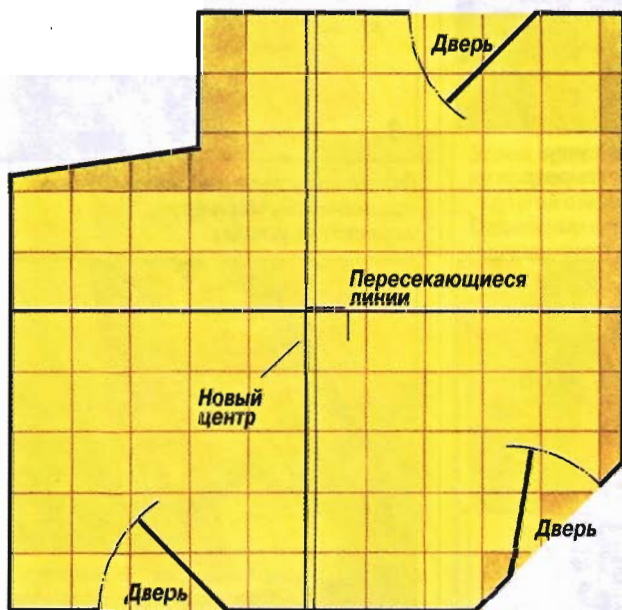 Дверь
Пересекающиеся
линии
Новый
центр
Дверь
Дверь